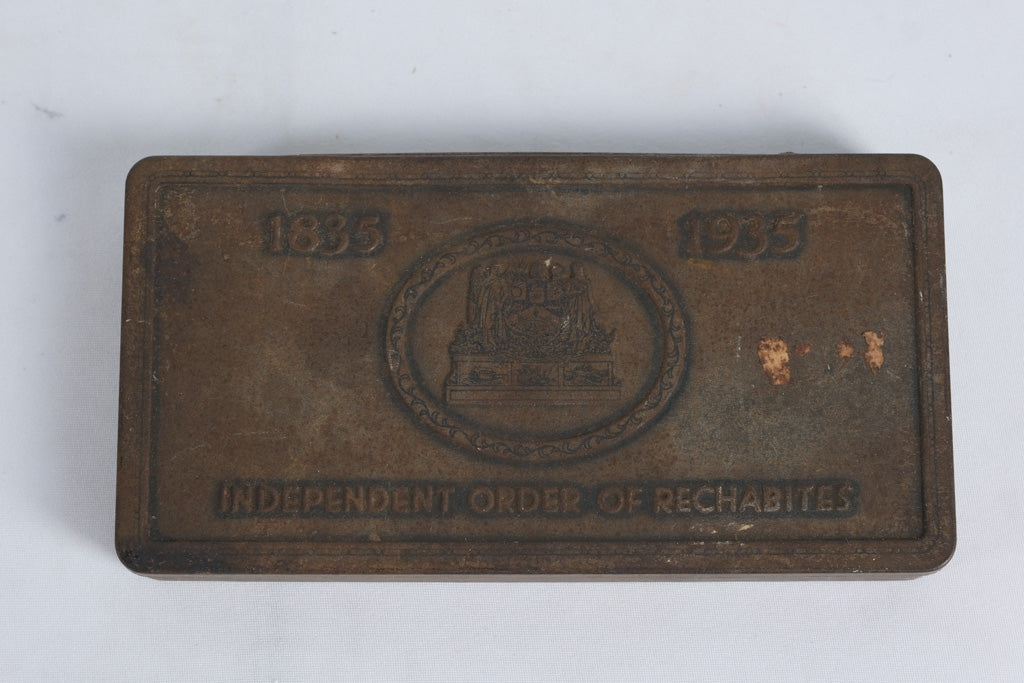 1835 1935
INDEPENDENT ORDER OF RECHABITES